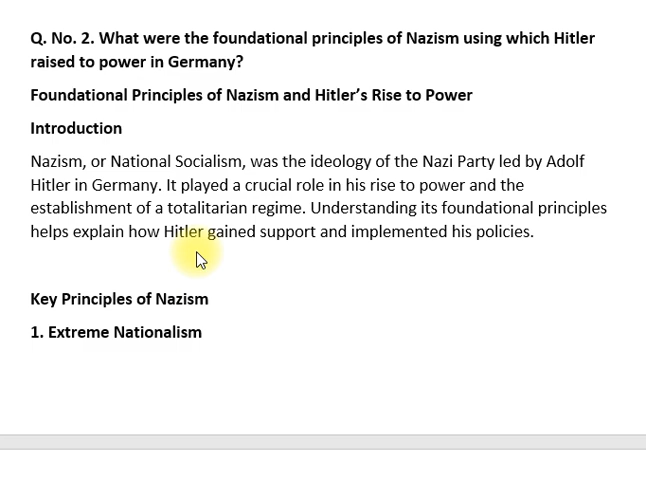 Q. No. 2. What were the foundational principles of Nazism using which Hitler
raised to power in Germany?
Foundational Principles of Nazism and Hitler’s Rise to Power
Introduction
Nazism, or National Socialism, was the ideology of the Nazi Party led by Adolf
Hitler in Germany. It played a crucial role in his rise to power and the
establishment of a totalitarian regime. Understanding its foundational principles
helps explain how Hitler gained support and implemented his policies.
Key Principles of Nazism
1. Extreme Nationalism